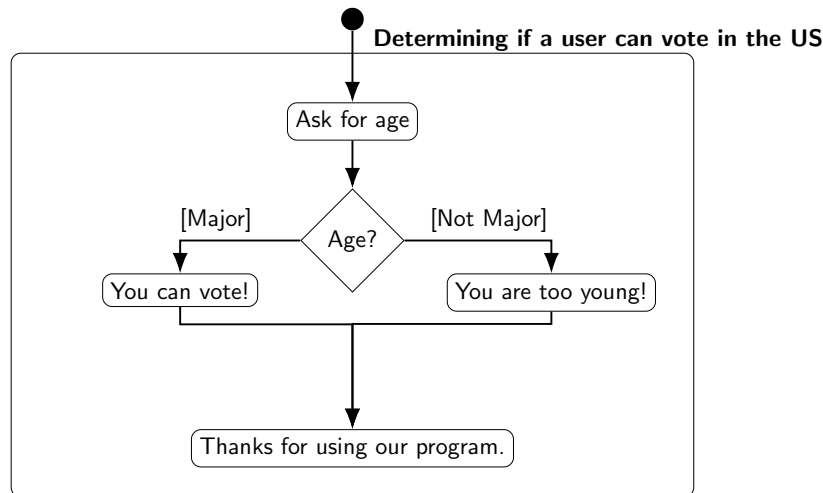 Determining if a user can vote in the US
Ask for age
Age?
[Major]
[Not Major]
You can vote!
You are too young!
Thanks for using our program.